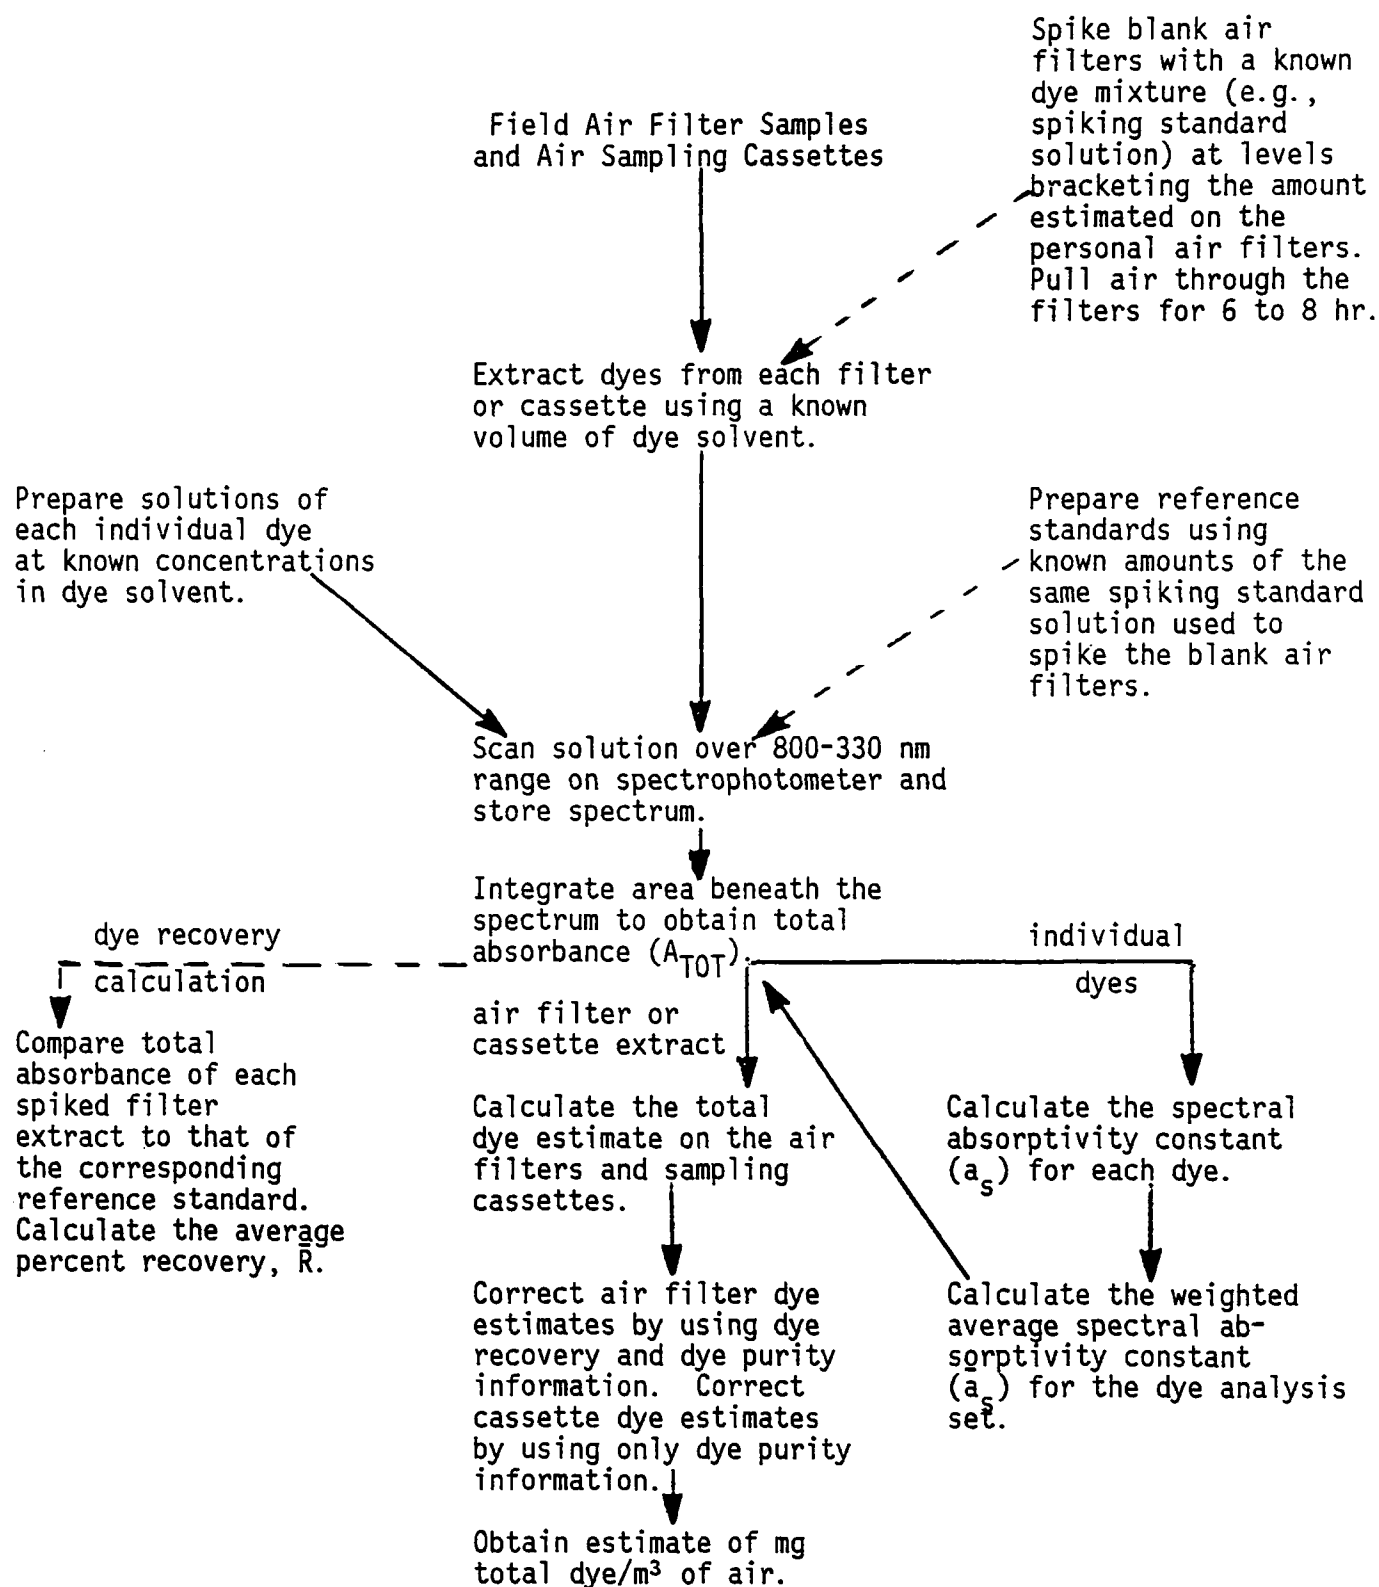 Field Air Filter Samples
and Air Sampling Cassettes
Spike blank air
filters with a known
dye mixture (e.g.,
spiking standard
solution) at levels
bracketing the amount
estimated on the
personal air filters.
Pull air through the
filters for 6 to 8 hr.
Extract dyes from each filter
or cassette using a known
volume of dye solvent.
Prepare solutions of
each individual dye
at known concentrations
in dye solvent.
Prepare reference
standards using
known amounts of the
same spiking standard
solution used to
spike the blank air
filters.
Scan solution over 800-330 nm
range on spectrophotometer and
store spectrum.
Integrate area beneath the
spectrum to obtain total
absorbance (A_TOT).
dye recovery
calculation
individual
dyes
air filter or
cassette extract
Compare total
absorbance of each
spiked filter
extract to that of
the corresponding
reference standard.
Calculate the average
percent recovery, R̄.
Calculate the total
dye estimate on the air
filters and sampling
cassettes.
Calculate the spectral
absorptivity constant
(a_s) for each dye.
Correct air filter dye
estimates by using dye
recovery and dye purity
information. Correct
cassette dye estimates
by using only dye purity
information.
Calculate the weighted
average spectral ab-
sorptivity constant
(ā_s) for the dye analysis
set.
Obtain estimate of mg
total dye/m³ of air.